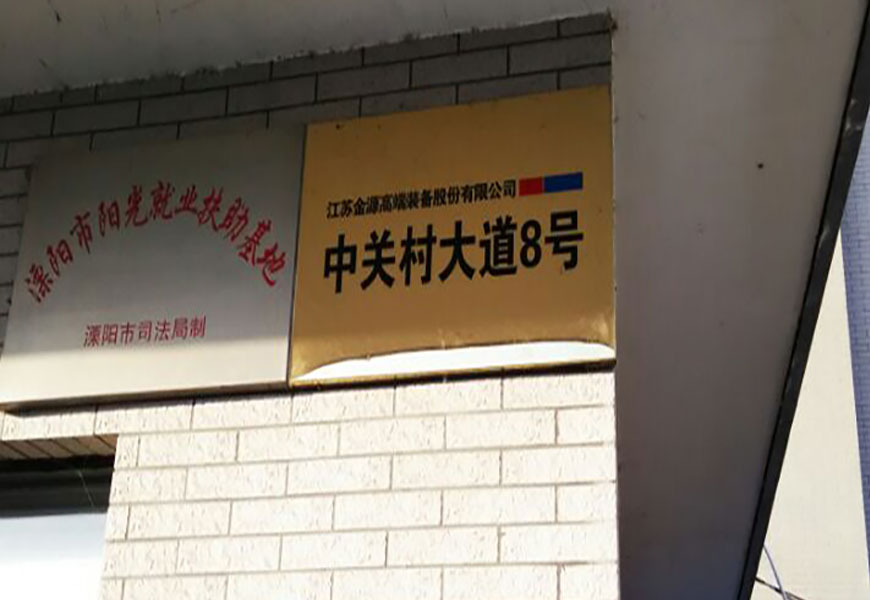 溧阳市阳光就业扶助基地
溧阳市司法局制
江苏金源高端装备股份有限公司
中关村大道8号